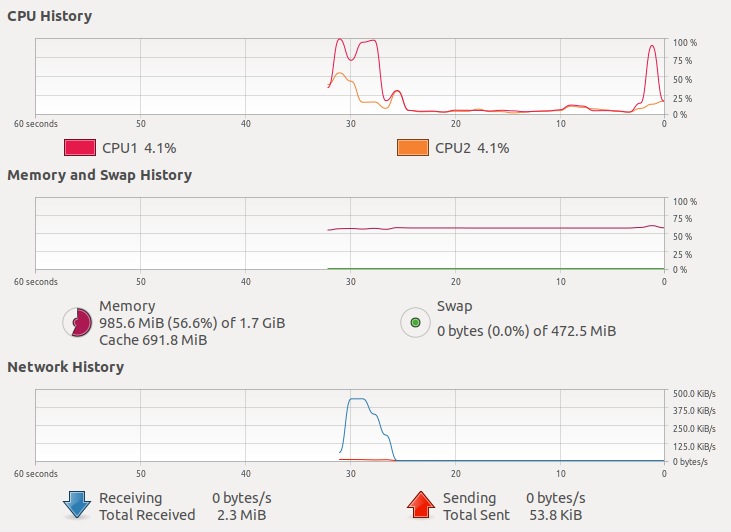 CPU History
100 %
75 %
50 %
25 %
0 %
60 seconds 50 40 30 20 10 0
CPU1 4.1% CPU2 4.1%
Memory and Swap History
100 %
75 %
50 %
25 %
0 %
60 seconds 50 40 30 20 10 0
Memory
985.6 MiB (56.6%) of 1.7 GiB
Cache 691.8 MiB
Swap
0 bytes (0.0%) of 472.5 MiB
Network History
500.0 KiB/s
375.0 KiB/s
250.0 KiB/s
125.0 KiB/s
0 bytes/s
60 seconds 50 40 30 20 10 0
Receiving 0 bytes/s
Total Received 2.3 MiB
Sending 0 bytes/s
Total Sent 53.8 KiB